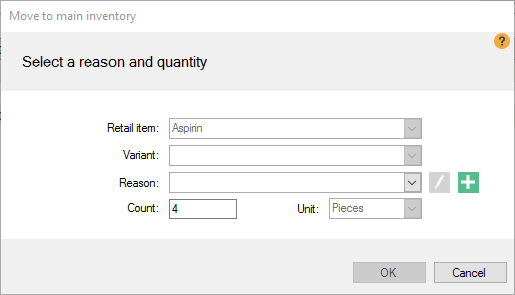 Move to main inventory
?
Select a reason and quantity
Retail item: Aspirin
Variant:
Reason:
Count: 4 Unit: Pieces
OK Cancel